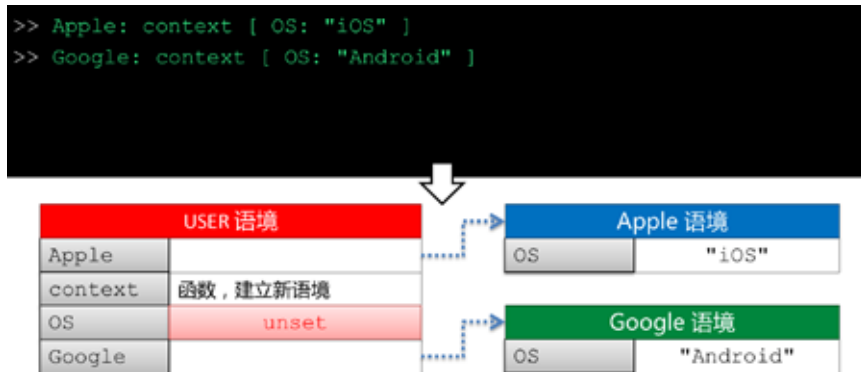 >> Apple: context [ OS: "iOS" ]
>> Google: context [ OS: "Android" ]
USER 语境
Apple
context 函数，建立新语境
OS unset
Google
Apple 语境
OS "iOS"
Google 语境
OS "Android"